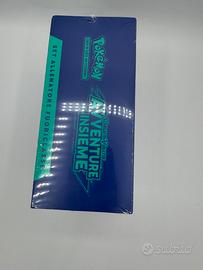 SET ALLENATORE FUORICLASSE
POKÉMON
AVVENTURE
INSIEME
Subito